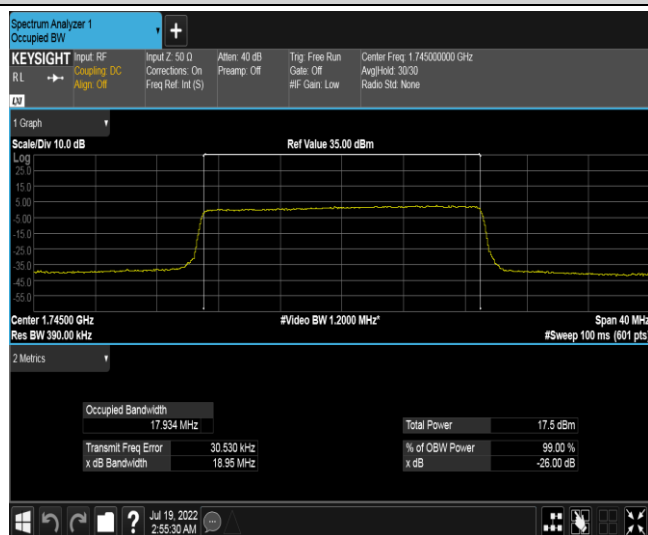 Spectrum Analyzer 1
Occupied BW
+
KEYSIGHT
RL
LXI
Input: RF
Coupling: DC
Align: Off
Input Z: 50 Ω
Corrections: On
Freq Ref: Int (S)
Atten: 40 dB
Preamp: Off
Trig: Free Run
Gate: Off
#IF Gain: Low
Center Freq: 1.745000000 GHz
Avg|Hold: 30/30
Radio Std: None
1 Graph
Scale/Div 10.0 dB
Ref Value 35.00 dBm
Log
25.0
15.0
5.00
-5.00
-15.0
-25.0
-35.0
-45.0
-55.0
Center 1.74500 GHz
#Video BW 1.2000 MHz*
Span 40 MHz
Res BW 390.00 kHz
#Sweep 100 ms (601 pts)
2 Metrics
Occupied Bandwidth
17.934 MHz
Total Power 17.5 dBm
Transmit Freq Error 30.530 kHz
% of OBW Power 99.00 %
x dB Bandwidth 18.95 MHz
x dB -26.00 dB
?
Jul 19, 2022
2:55:30 AM